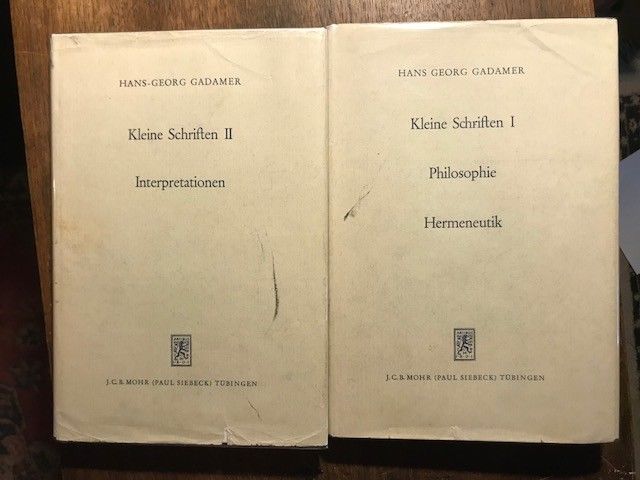 HANS-GEORG GADAMER
Kleine Schriften II
Interpretationen
J.C.B. MOHR (PAUL SIEBECK) TÜBINGEN
HANS GEORG GADAMER
Kleine Schriften I
Philosophie
Hermeneutik
J.C.B. MOHR (PAUL SIEBECK) TÜBINGEN